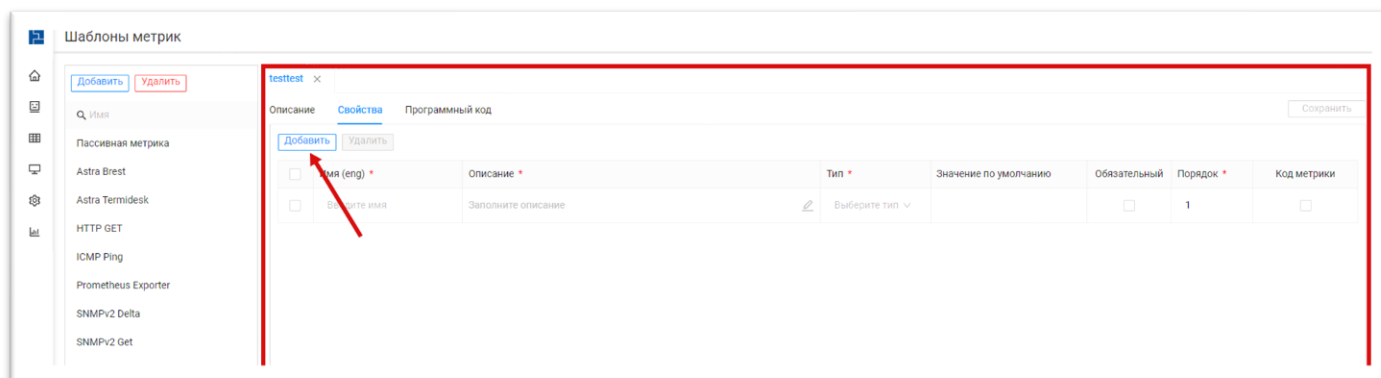 Шаблоны метрик
Добавить Удалить
Имя
Пассивная метрика
Astra Brest
Astra Termidesk
HTTP GET
ICMP Ping
Prometheus Exporter
SNMPv2 Delta
SNMPv2 Get
testtest ×
Описание Свойства Программный код Сохранить
Добавить Удалить
Имя (eng) * Описание * Тип * Значение по умолчанию Обязательный Порядок * Код метрики
Введите имя Заполните описание Выберите тип 1